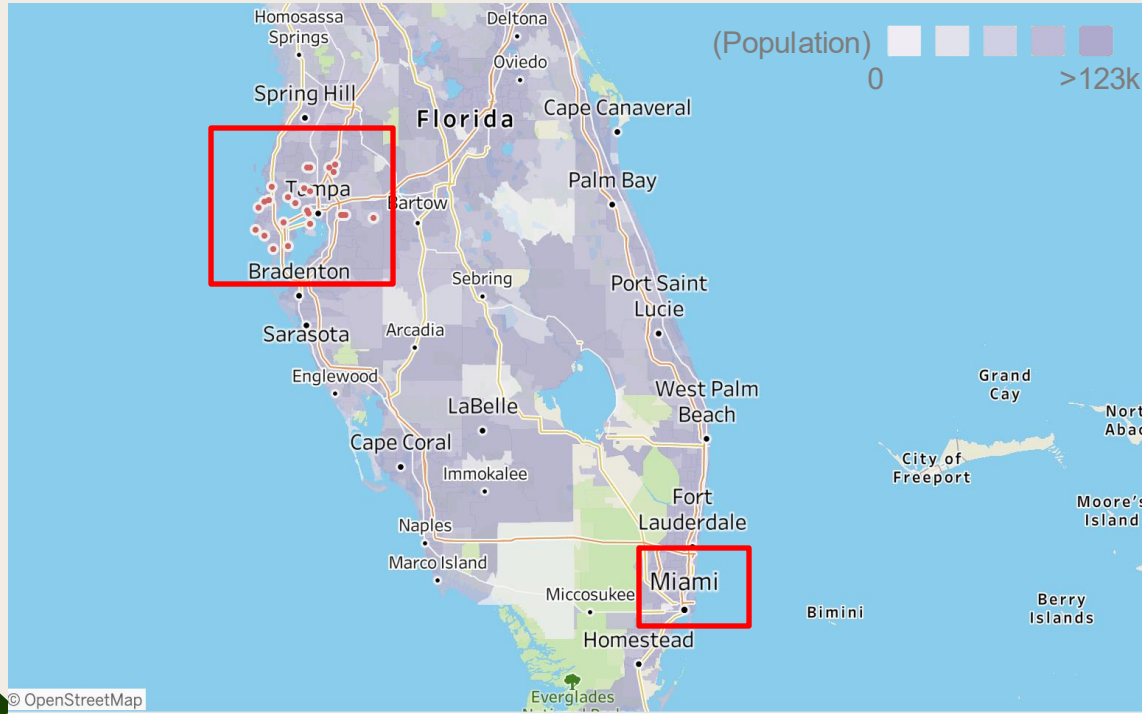 Homosassa
Springs
Deltona
(Population)
0
>123k
Oviedo
Spring Hill
Florida
Cape Canaveral
Tampa
Bartow
Palm Bay
Bradenton
Sebring
Port Saint
Lucie
Sarasota
Arcadia
Englewood
Grand
Cay
West Palm
Beach
LaBelle
Nort
Abac
Cape Coral
City of
Freeport
Immokalee
Fort
Lauderdale
Moore's
Island
Naples
Marco Island
Miami
Miccosukee
Bimini
Berry
Islands
Homestead
Everglades
© OpenStreetMap